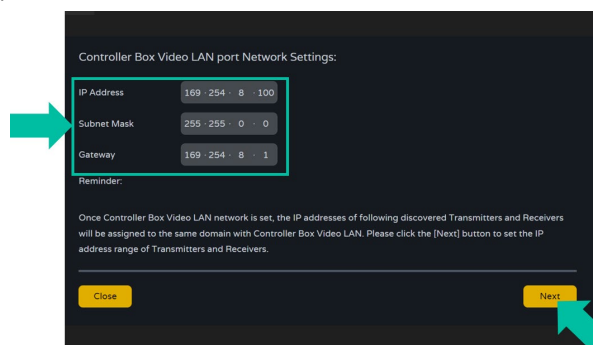 Controller Box Video LAN port Network Settings:
IP Address 169 · 254 · 8 · 100
Subnet Mask 255 · 255 · 0 · 0
Gateway 169 · 254 · 8 · 1
Reminder:
Once Controller Box Video LAN network is set, the IP addresses of following discovered Transmitters and Receivers
will be assigned to the same domain with Controller Box Video LAN. Please click the [Next] button to set the IP
address range of Transmitters and Receivers.
Close Next